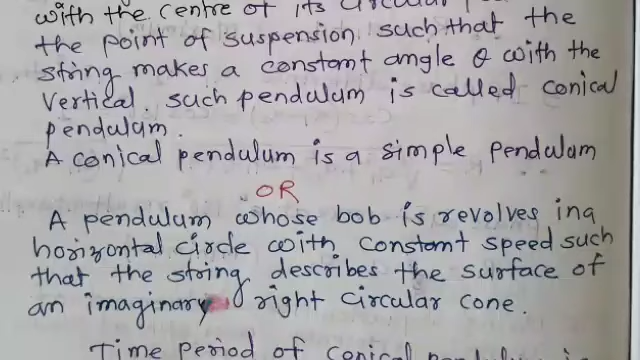 with the centre of its circular
the point of suspension such that the
string makes a constant angle θ with the
vertical. such pendulum is called conical
pendulum.
A conical pendulum is a simple pendulum
OR
A pendulum whose bob is revolves in a
horizontal circle with constant speed such
that the string describes the surface of
an imaginary right circular cone.
Time period of conical pendulum